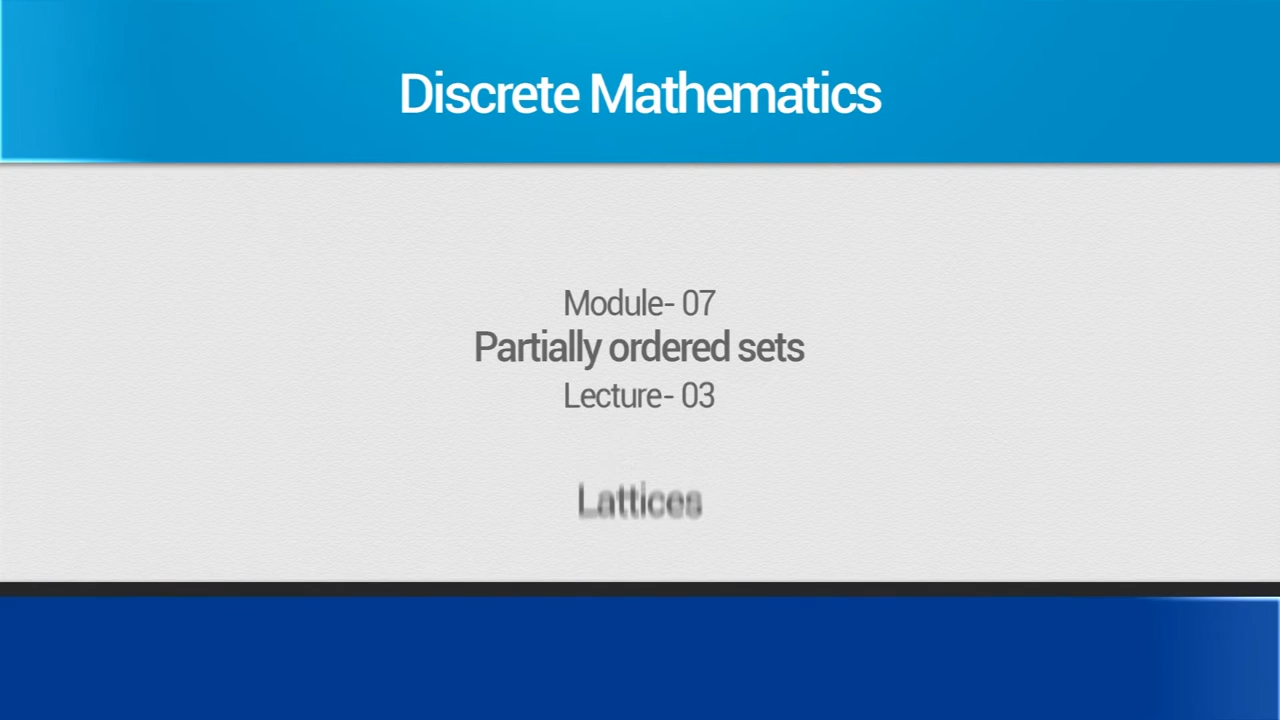 Discrete Mathematics
Module- 07
Partially ordered sets
Lecture- 03
Lattices